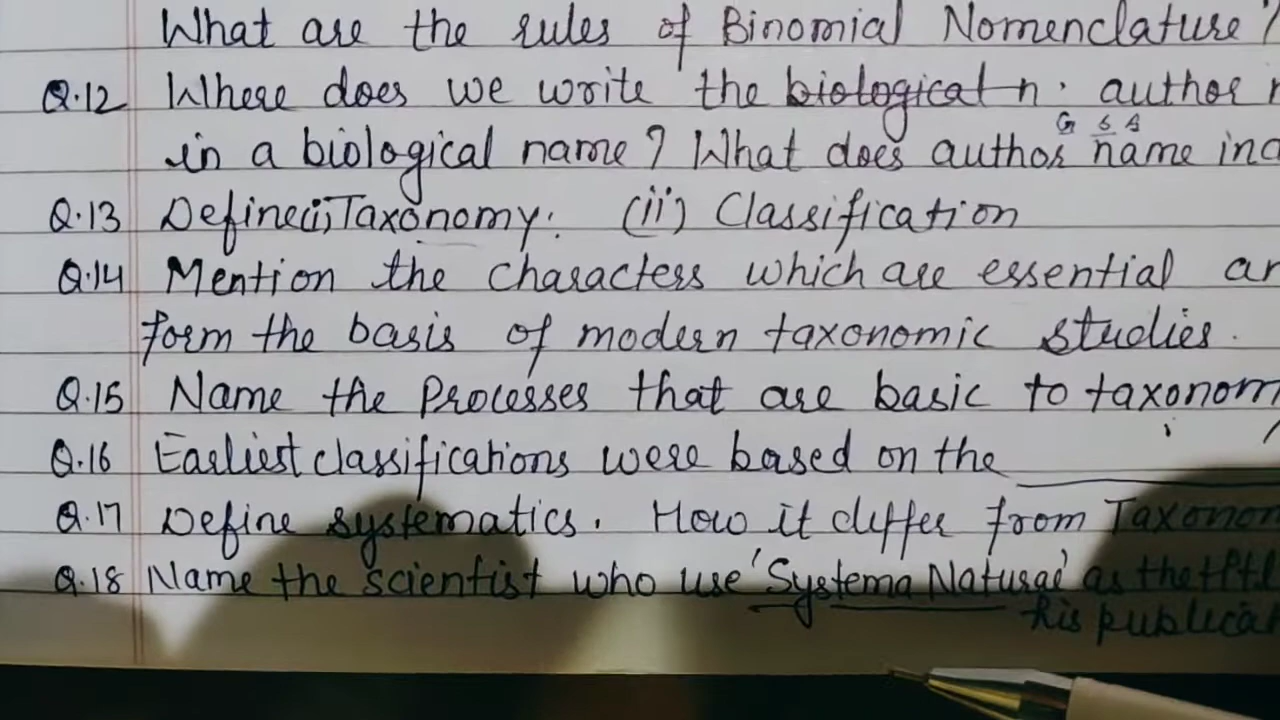 What are the rules of Binomial Nomenclature?
Q.12 Where does we write the biological n. author n
G S A
in a biological name? What does author name ind
Q.13 Define(i) Taxonomy. (ii) Classification
Q.14 Mention the characters which are essential an
form the basis of modern taxonomic studies.
Q.15 Name the Processes that are basic to taxonom
Q.16 Earliest classifications were based on the
Q.17 Define systematics. How it differ from Taxonom
Q.18 Name the scientist who use 'Systema Naturae' as the
his publica